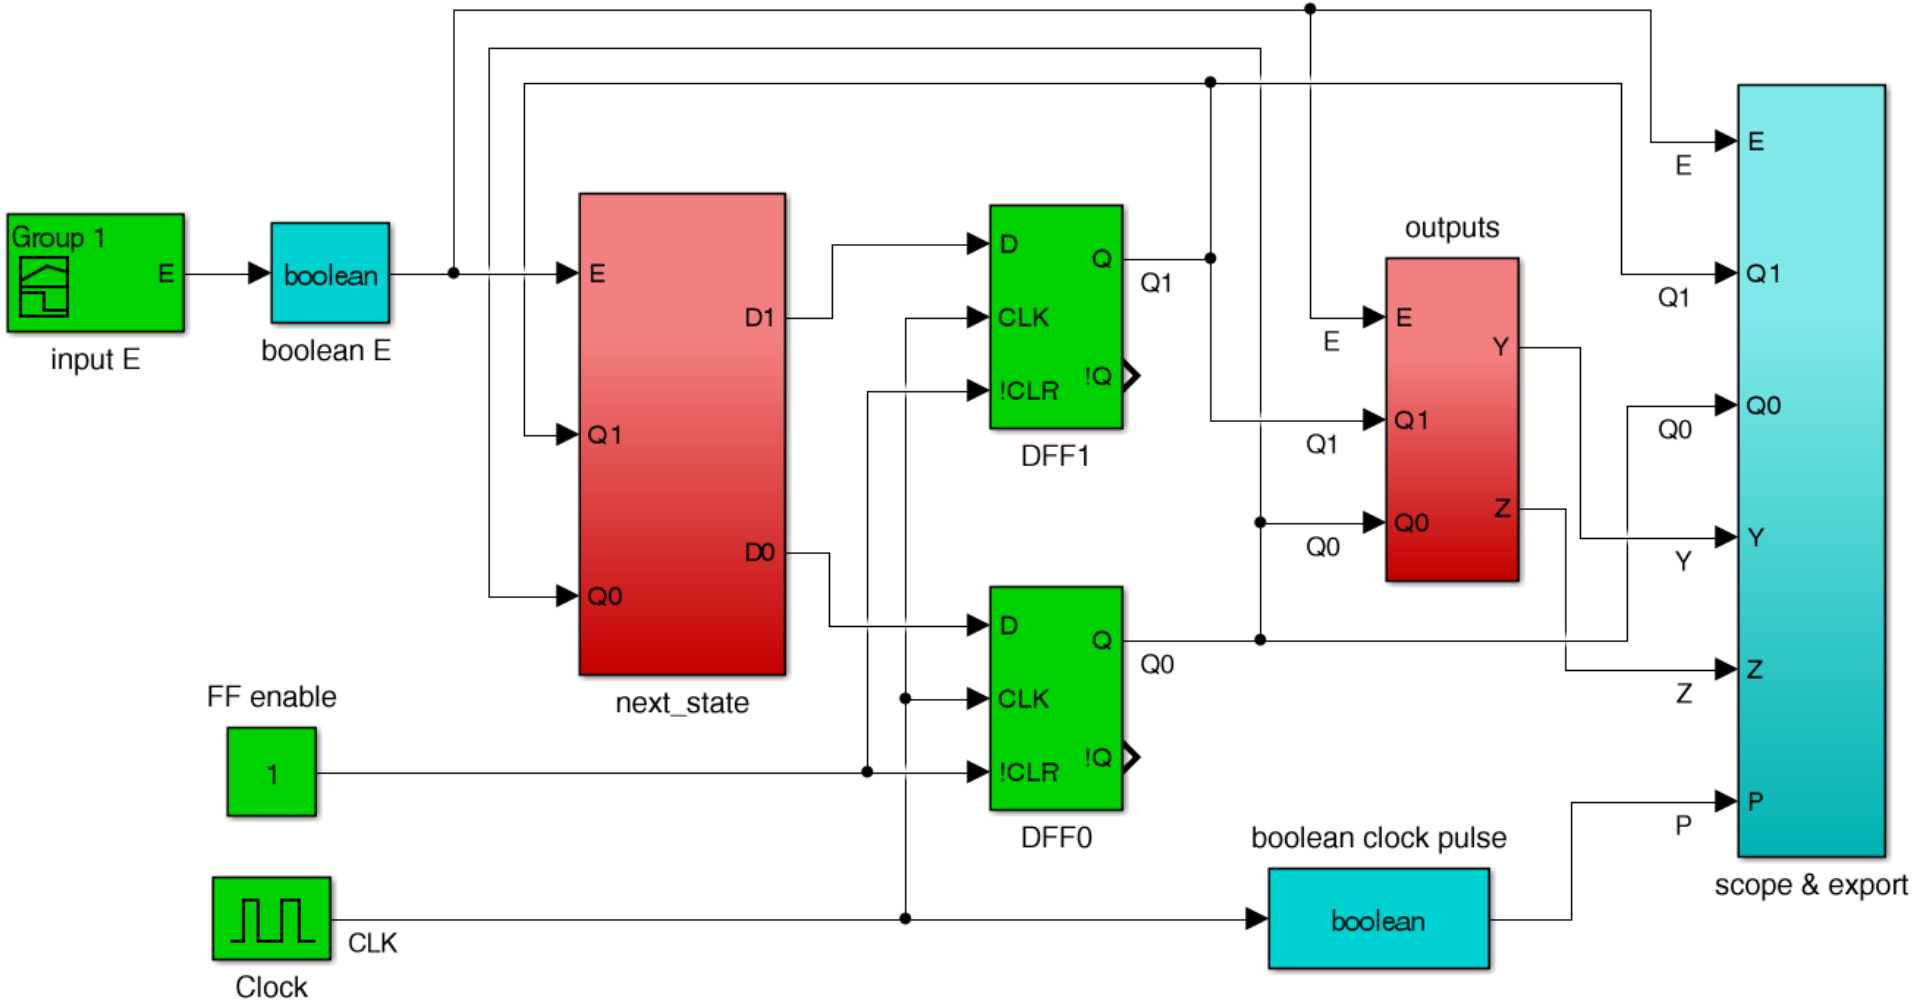 Group 1
E
input E
boolean
boolean E
E
Q1
Q0
D1
D0
next_state
FF enable
1
Clock
CLK
D
CLK
!CLR
Q
!Q
DFF1
Q1
D
CLK
!CLR
Q
!Q
DFF0
Q0
outputs
E
Q1
Q0
E
Q1
Q0
Y
Z
boolean clock pulse
boolean
E
Q1
Q0
Y
Z
P
E
Q1
Q0
Y
Z
P
scope & export